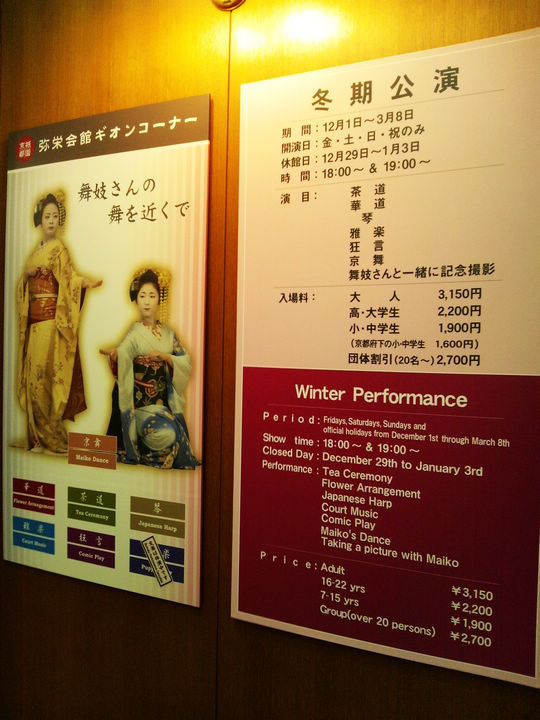 祇園
京都
弥栄会館ギオンコーナー
舞妓さんの
舞を近くで
京舞
Maiko Dance
華道
Flower Arrangement
茶道
Tea Ceremony
琴
Japanese Harp
雅楽
Court Music
狂言
Comic Play
冬期公演
期間：12月1日～3月8日
開演日：金・土・日・祝のみ
休館日：12月29日～1月3日
時間：18:00～ & 19:00～
演目：茶道
華道
琴
雅楽
狂言
京舞
舞妓さんと一緒に記念撮影
入場料：大人 3,150円
高・大学生 2,200円
小・中学生 1,900円
(京都府下の小・中学生 1,600円)
団体割引(20名～) 2,700円
Winter Performance
Period : Fridays, Saturdays, Sundays and
official holidays from December 1st through March 8th
Show time : 18:00～ & 19:00～
Closed Day : December 29th to January 3rd
Performance : Tea Ceremony
Flower Arrangement
Japanese Harp
Court Music
Comic Play
Maiko's Dance
Taking a picture with Maiko
Price : Adult ￥3,150
16-22 yrs ￥2,200
7-15 yrs ￥1,900
Group(over 20 persons) ￥2,700